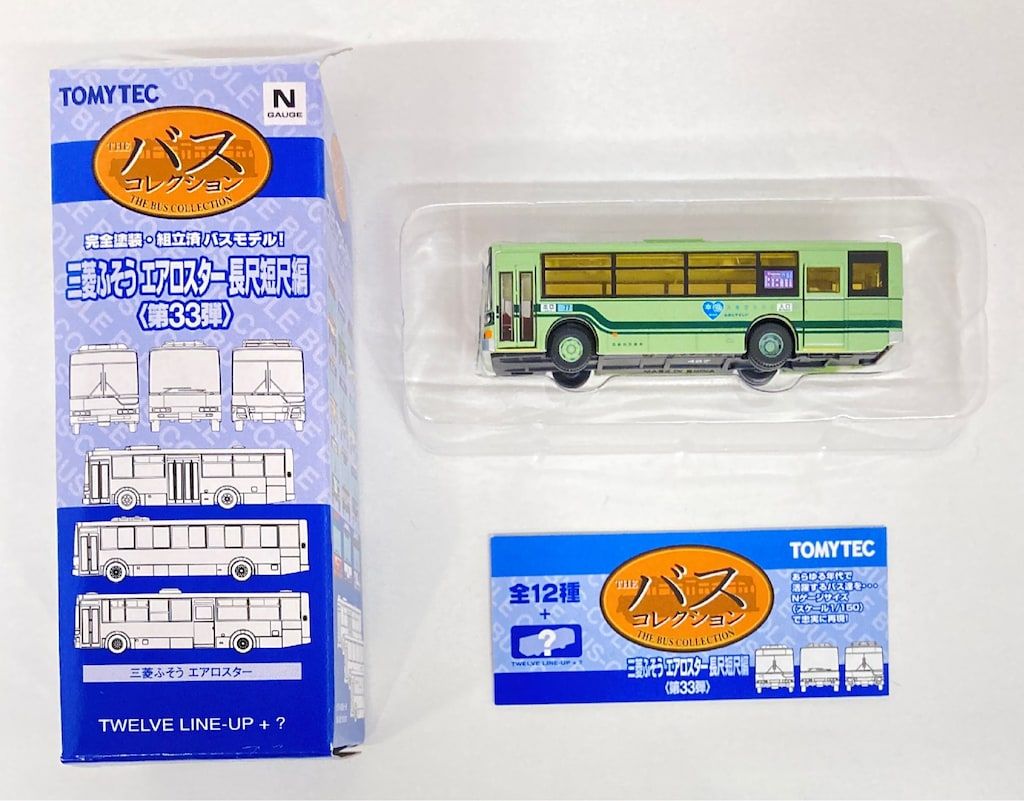 TOMYTEC
N
GAUGE
THE
バス
コレクション
THE BUS COLLECTION
完全塗装・組立済バスモデル!
三菱ふそう エアロスター 長尺短尺編
〈第33弾〉
三菱ふそう エアロスター
TWELVE LINE-UP + ?
出口
入口
MADE IN CHINA
TOMYTEC
全12種
+
?
TWELVE LINE-UP + ?
THE
バス
コレクション
THE BUS COLLECTION
あらゆる年代で
活躍するバス達を・・・
Nゲージサイズ
(スケール1/150)
で忠実に再現!
三菱ふそう エアロスター 長尺短尺編
〈第33弾〉